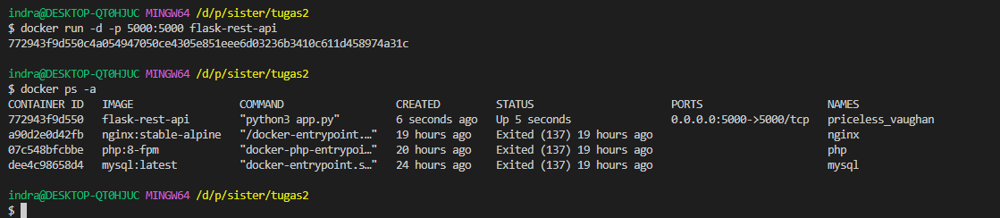 indra@DESKTOP-QT0HJUC MINGW64 /d/p/sister/tugas2
$ docker run -d -p 5000:5000 flask-rest-api
772943f9d550c4a054947050ce4305e851eee6d03236b3410c611d458974a31c
indra@DESKTOP-QT0HJUC MINGW64 /d/p/sister/tugas2
$ docker ps -a
CONTAINER ID   IMAGE                 COMMAND                  CREATED         STATUS                      PORTS                    NAMES
772943f9d550   flask-rest-api        "python3 app.py"         6 seconds ago   Up 5 seconds                0.0.0.0:5000->5000/tcp   priceless_vaughan
a90d2e0d42fb   nginx:stable-alpine   "/docker-entrypoint.…"   19 hours ago    Exited (137) 19 hours ago                            nginx
07c548bfcbbe   php:8-fpm             "docker-php-entrypoi…"   20 hours ago    Exited (137) 19 hours ago                            php
dee4c98658d4   mysql:latest          "docker-entrypoint.s…"   24 hours ago    Exited (137) 19 hours ago                            mysql
indra@DESKTOP-QT0HJUC MINGW64 /d/p/sister/tugas2
$